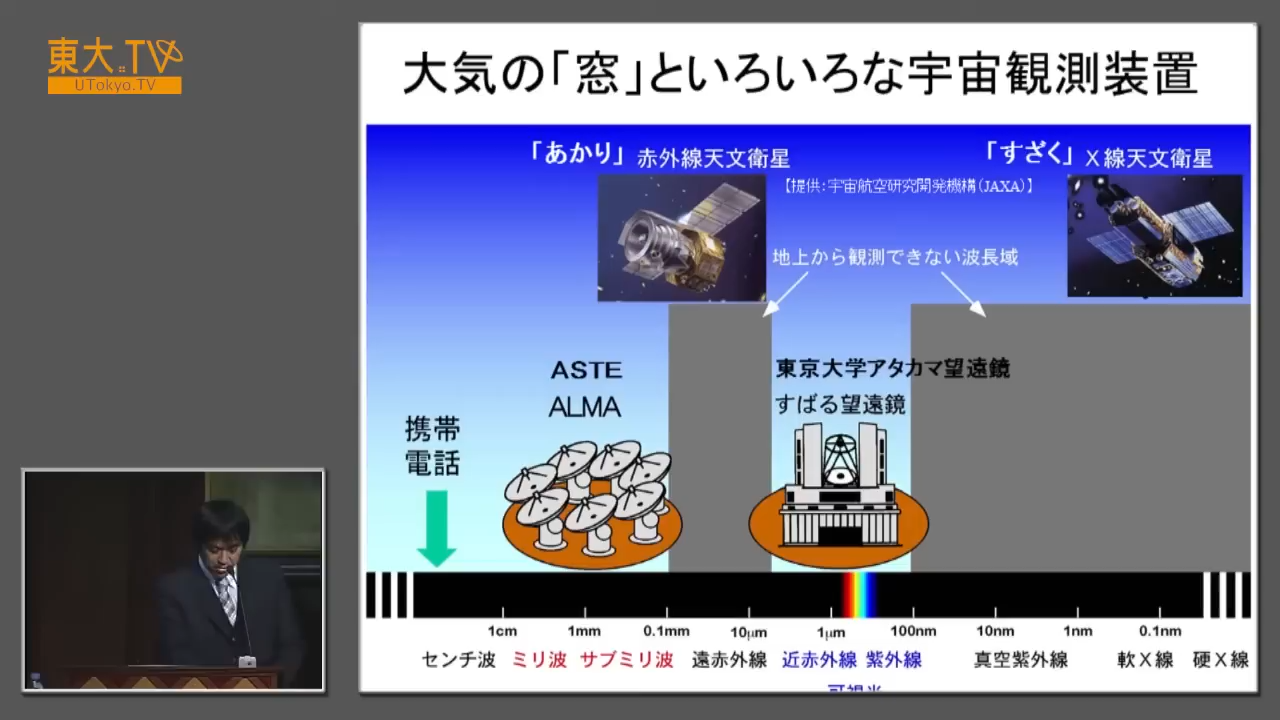 東大.TV
UTokyo.TV
大気の「窓」といろいろな宇宙観測装置
「あかり」赤外線天文衛星
「すざく」X線天文衛星
【提供:宇宙航空研究開発機構(JAXA)】
地上から観測できない波長域
ASTE
ALMA
東京大学アタカマ望遠鏡
すばる望遠鏡
携帯
電話
1cm 1mm 0.1mm 10μm 1μm 100nm 10nm 1nm 0.1nm
センチ波 ミリ波 サブミリ波 遠赤外線 近赤外線 紫外線 真空紫外線 軟X線 硬X線